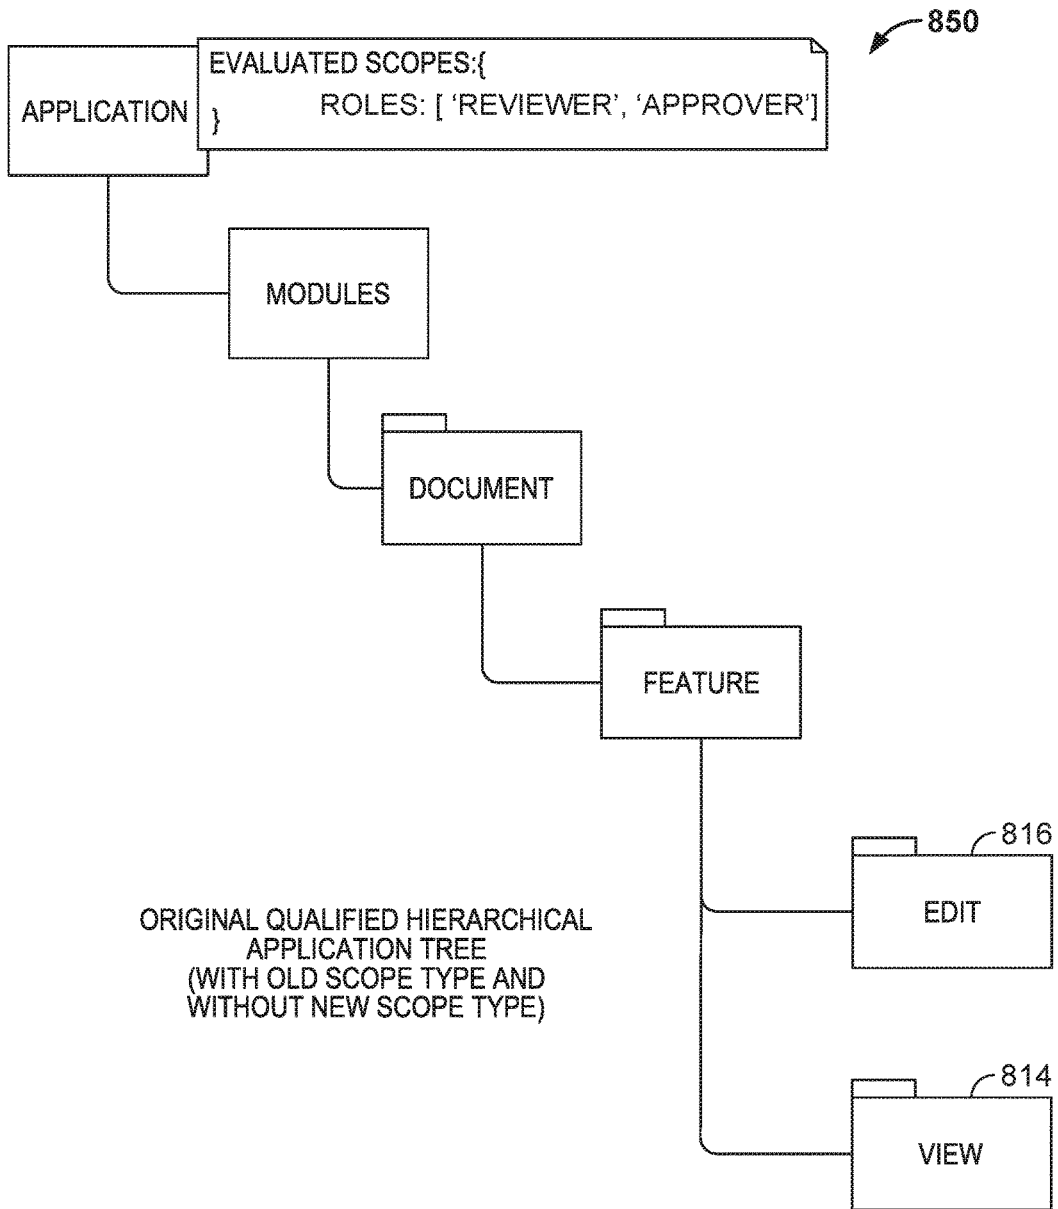 850
EVALUATED SCOPES:{
APPLICATION
ROLES: [ ‘REVIEWER’, ‘APPROVER’]
}
MODULES
DOCUMENT
FEATURE
816
EDIT
ORIGINAL QUALIFIED HIERARCHICAL
APPLICATION TREE
(WITH OLD SCOPE TYPE AND
WITHOUT NEW SCOPE TYPE)
814
VIEW